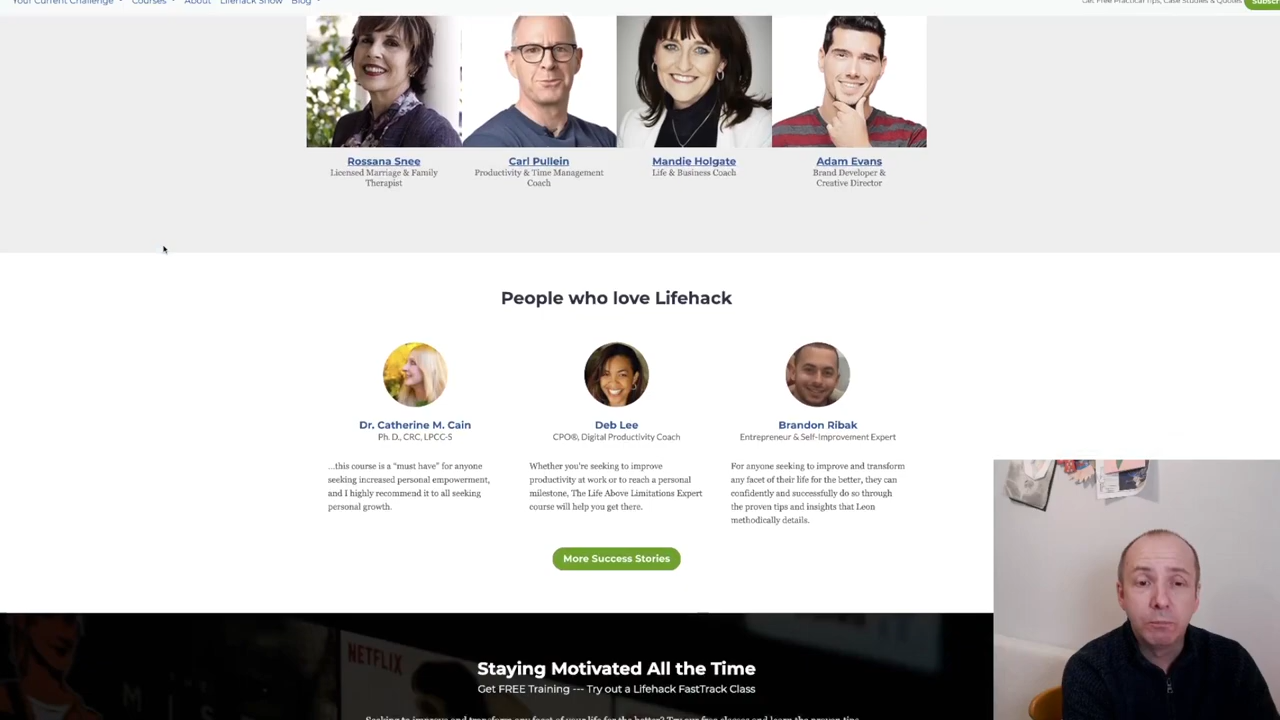 Your Current Challenge Courses About Lifehack Show Blog
Get Free Practical Tips, Case Studies & Quotes
Rossana Snee Carl Pullein Mandie Holgate Adam Evans
Licensed Marriage & Family Productivity & Time Management Life & Business Coach Brand Developer &
Therapist Coach Creative Director
People who love Lifehack
Dr. Catherine M. Cain
Ph. D., CRC, LPCC-S
...this course is a “must have” for anyone
seeking increased personal empowerment,
and I highly recommend it to all seeking
personal growth.
Deb Lee
CPO®, Digital Productivity Coach
Whether you're seeking to improve
productivity at work or to reach a personal
milestone, The Life Above Limitations Expert
course will help you get there.
Brandon Ribak
Entrepreneur & Self-Improvement Expert
For anyone seeking to improve and transform
any facet of their life for the better, they can
confidently and successfully do so through
the proven tips and insights that Leon
methodically details.
More Success Stories
NETFLIX
Staying Motivated All the Time
Get FREE Training --- Try out a Lifehack FastTrack Class